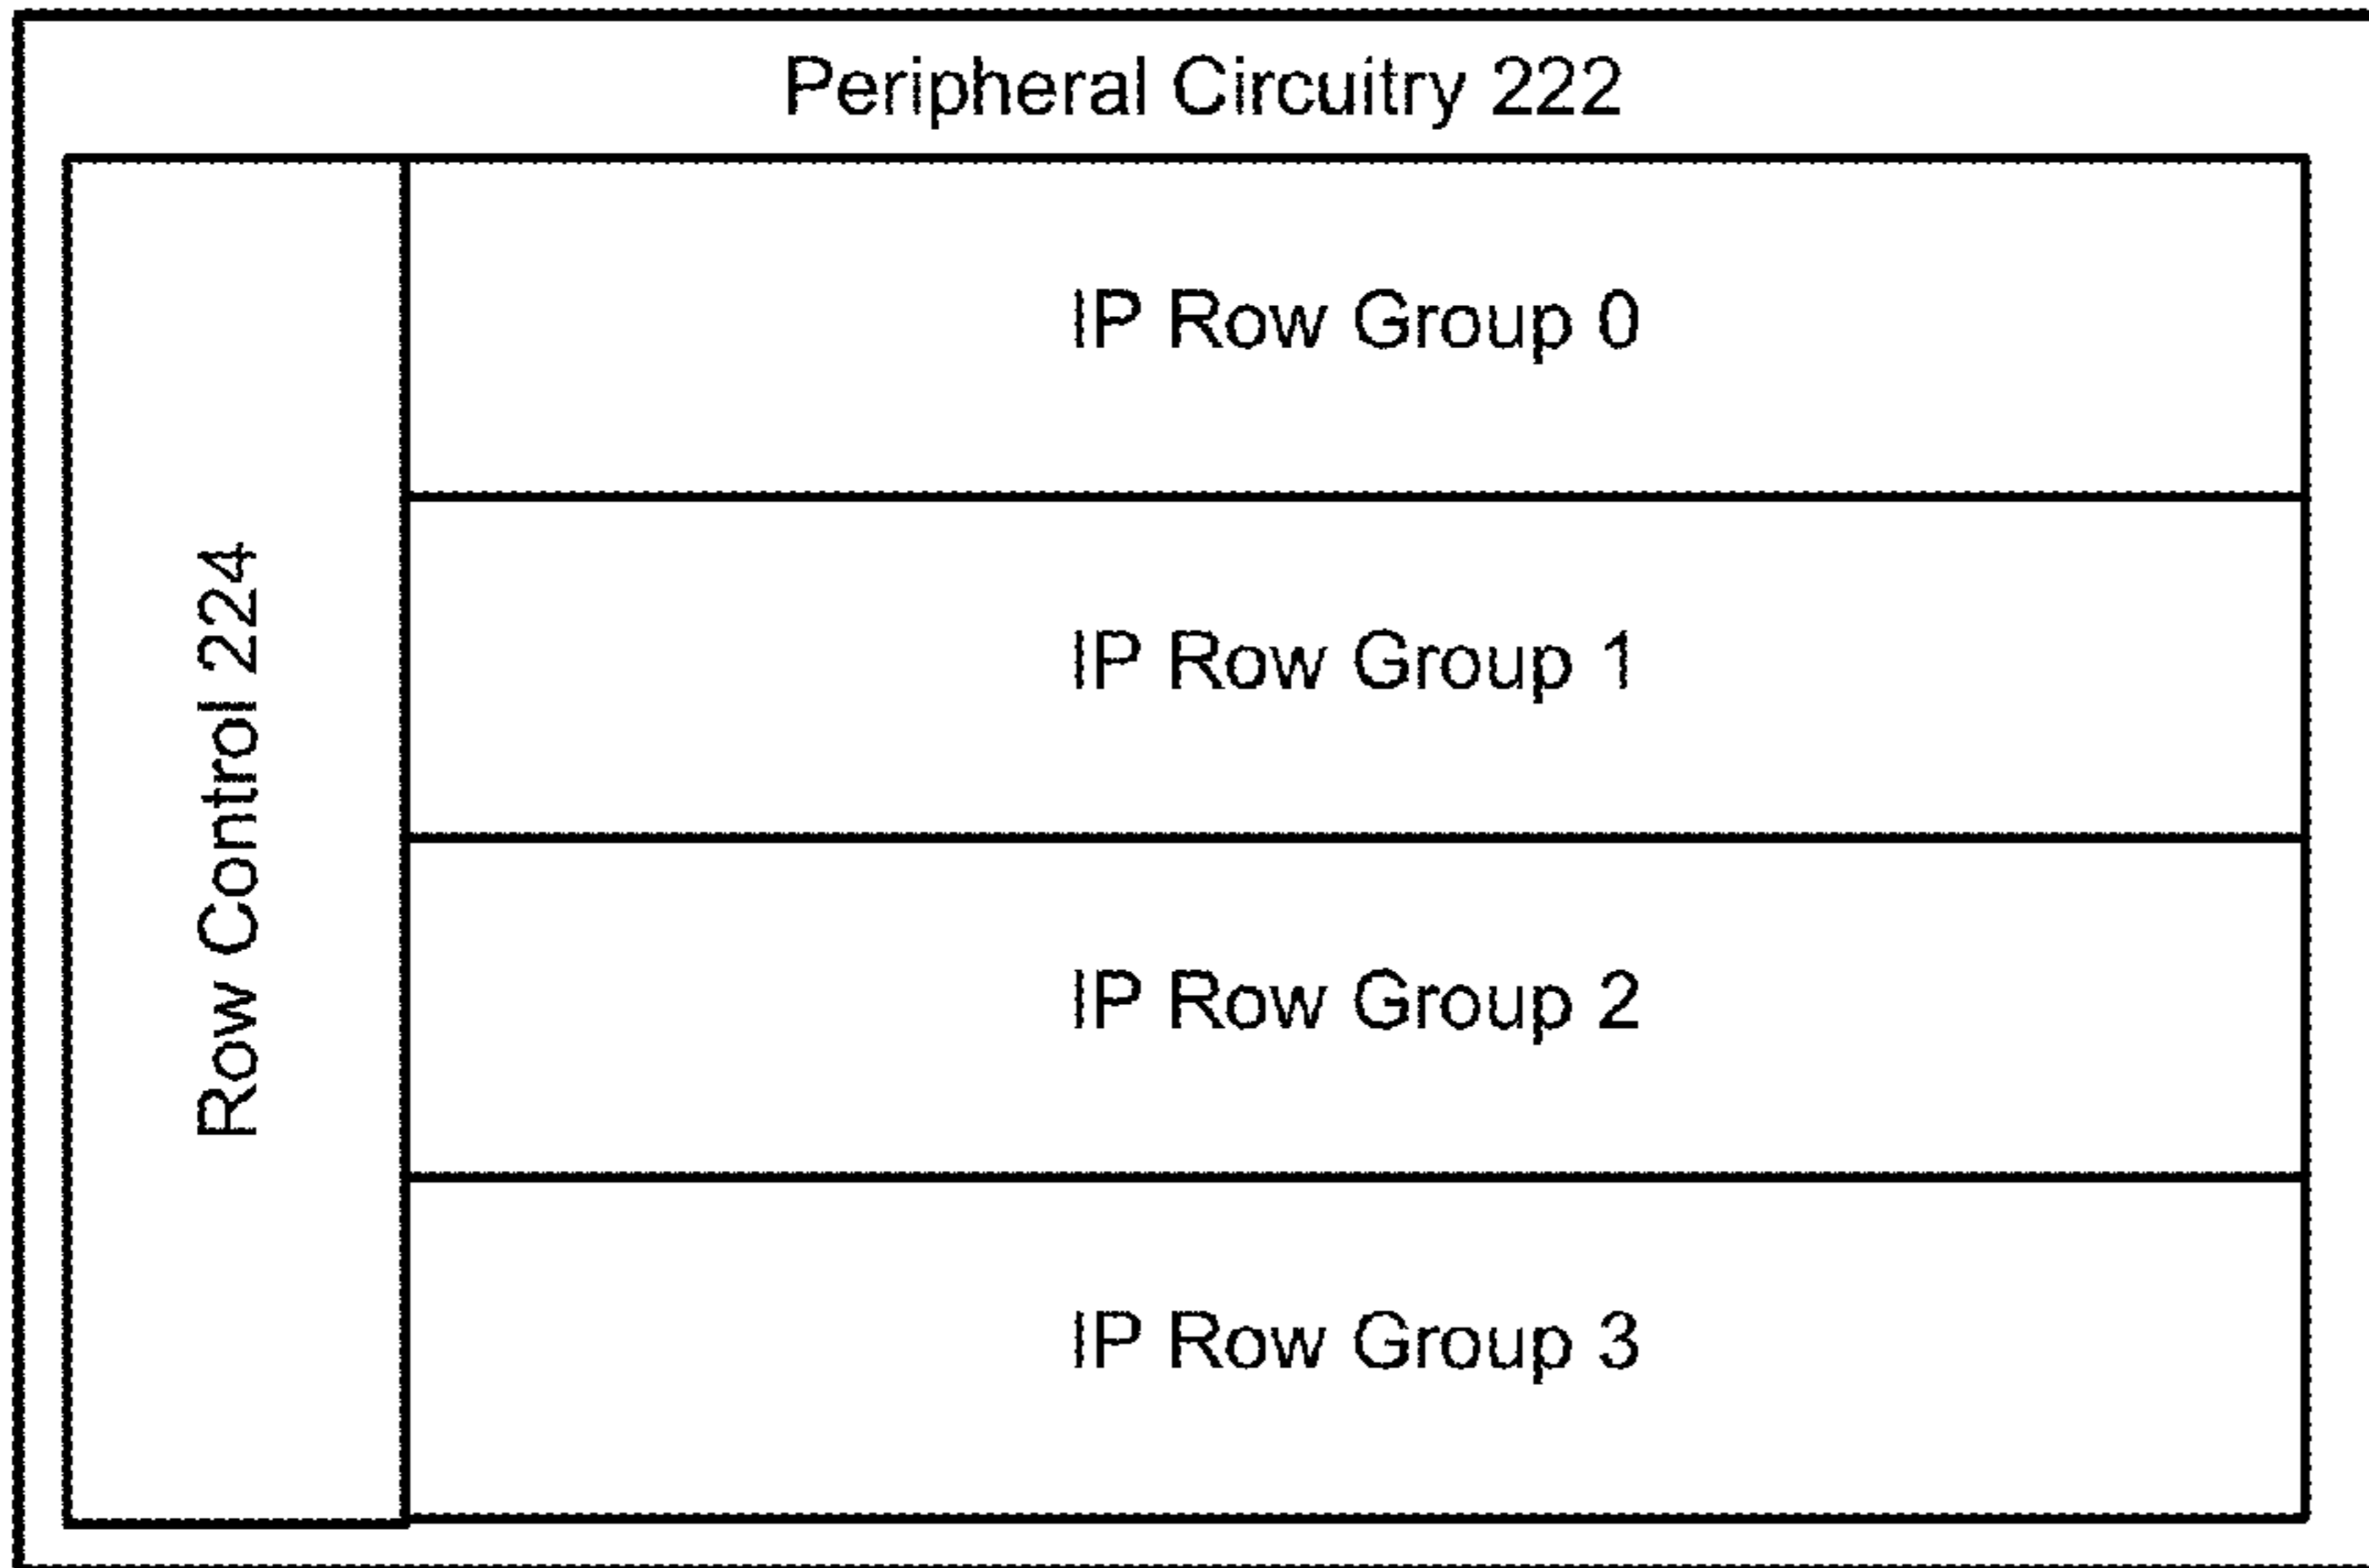 Peripheral Circuitry 222
Row Control 224
IP Row Group 0
IP Row Group 1
IP Row Group 2
IP Row Group 3